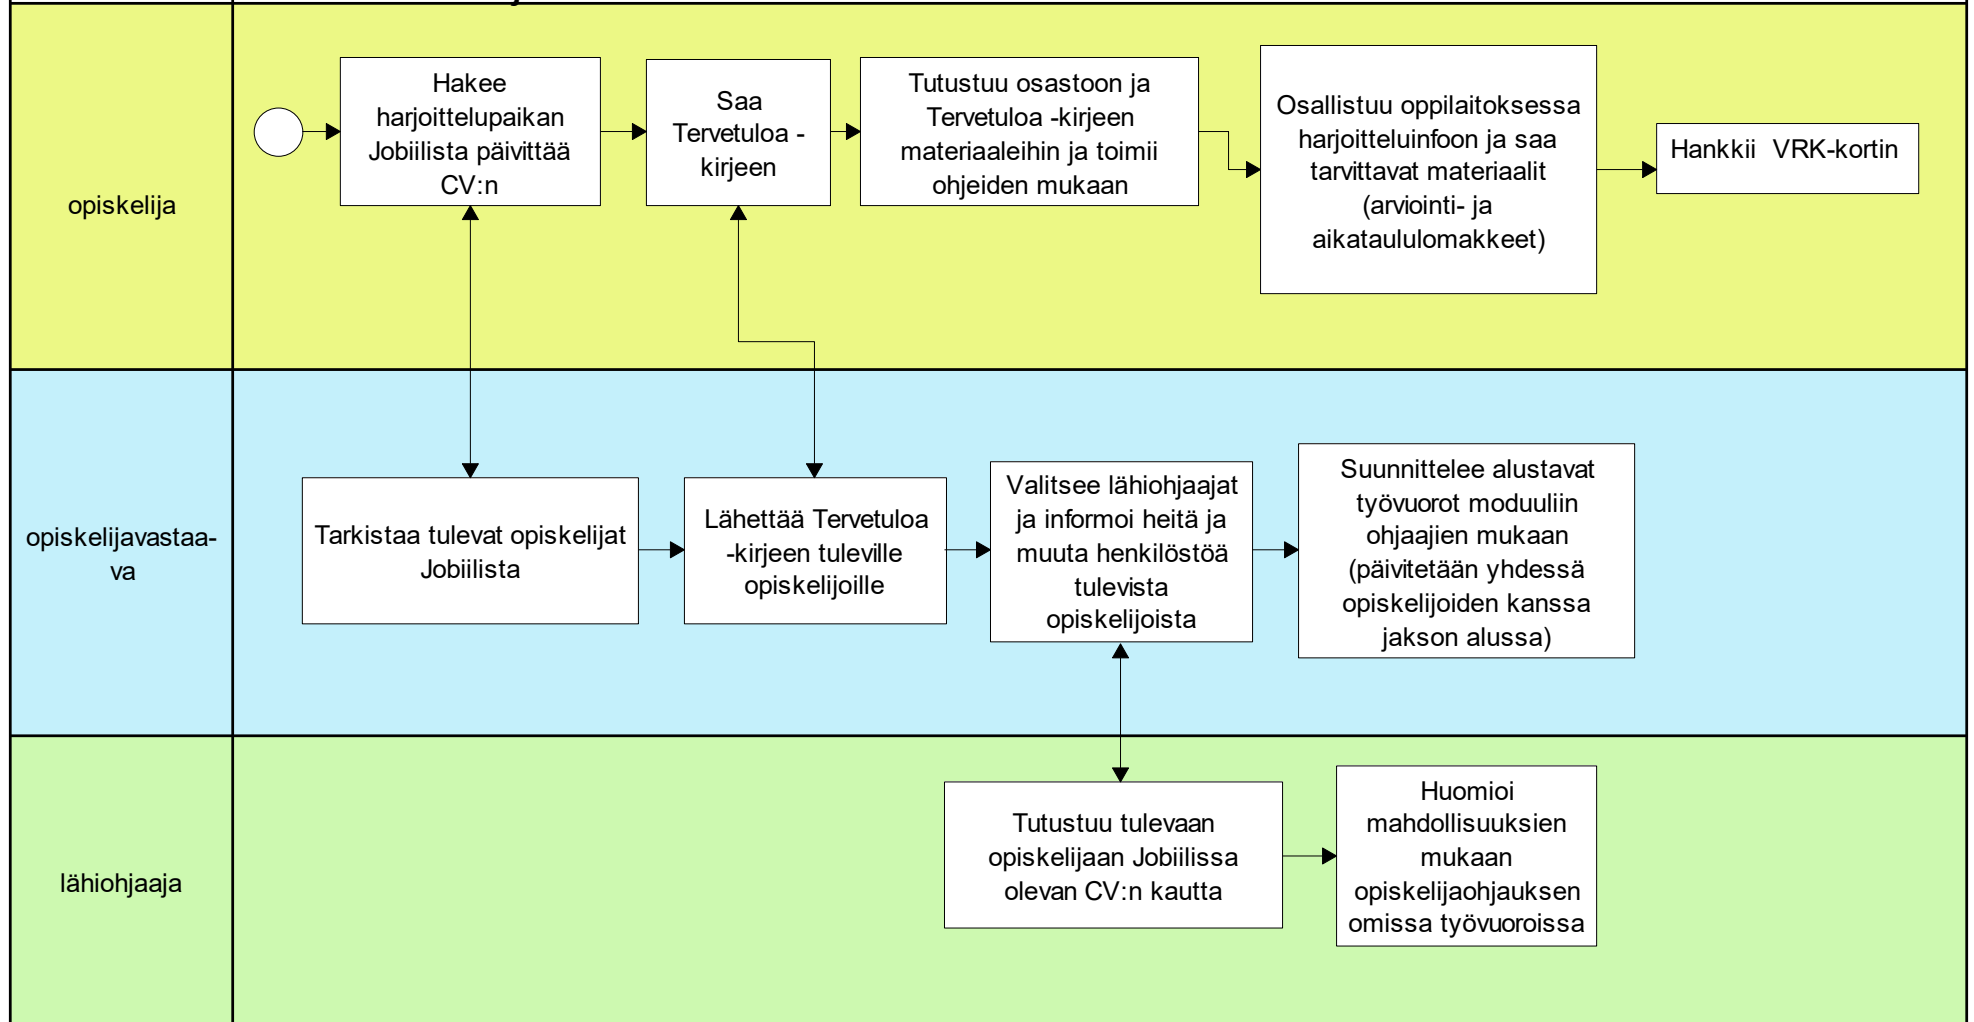 opiskelija
Hakee
harjoittelupaikan
Jobiilista päivittää
CV:n
Saa
Tervetuloa -
kirjeen
Tutustuu osastoon ja
Tervetuloa -kirjeen
materiaaleihin ja toimii
ohjeiden mukaan
Osallistuu oppilaitoksessa
harjoitteluinfoon ja saa
tarvittavat materiaalit
(arviointi- ja
aikataululomakkeet)
Hankkii VRK-kortin
opiskelijavastaa-
va
Tarkistaa tulevat opiskelijat
Jobiilista
Lähettää Tervetuloa
-kirjeen tuleville
opiskelijoille
Valitsee lähiohjaajat
ja informoi heitä ja
muuta henkilöstöä
tulevista
opiskelijoista
Suunnittelee alustavat
työvuorot moduuliin
ohjaajien mukaan
(päivitetään yhdessä
opiskelijoiden kanssa
jakson alussa)
lähiohjaaja
Tutustuu tulevaan
opiskelijaan Jobiilissa
olevan CV:n kautta
Huomioi
mahdollisuuksien
mukaan
opiskelijaohjauksen
omissa työvuoroissa